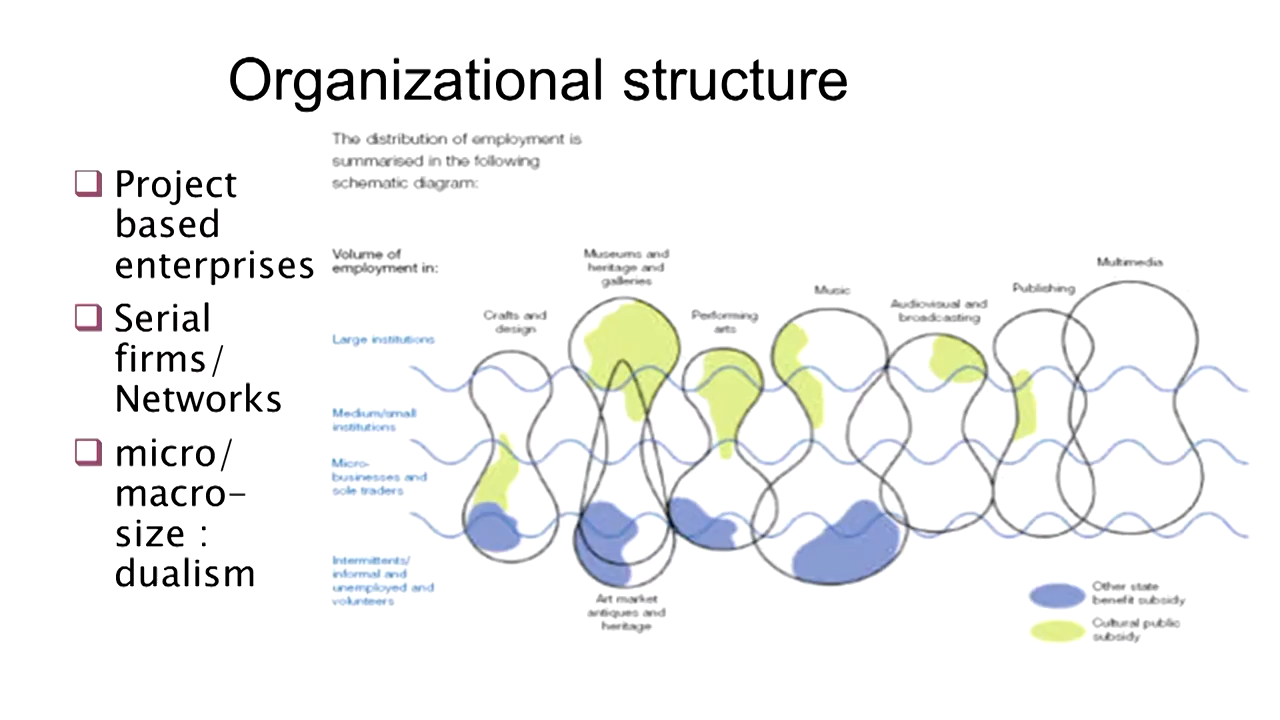 Organizational structure
The distribution of employment is
summarised in the following
schematic diagram:
Project
based
enterprises
Serial
firms/
Networks
micro/
macro-
size :
dualism
Volume of
employment in:
Large institutions
Medium/small
institutions
Micro-
businesses and
sole traders
Intermittents/
informal and
unemployed and
volunteers
Crafts and
design
Museums and
heritage and
galleries
Performing
arts
Music
Audiovisual and
broadcasting
Publishing
Multimedia
Art market
antiques and
heritage
Other state
benefit subsidy
Cultural public
subsidy